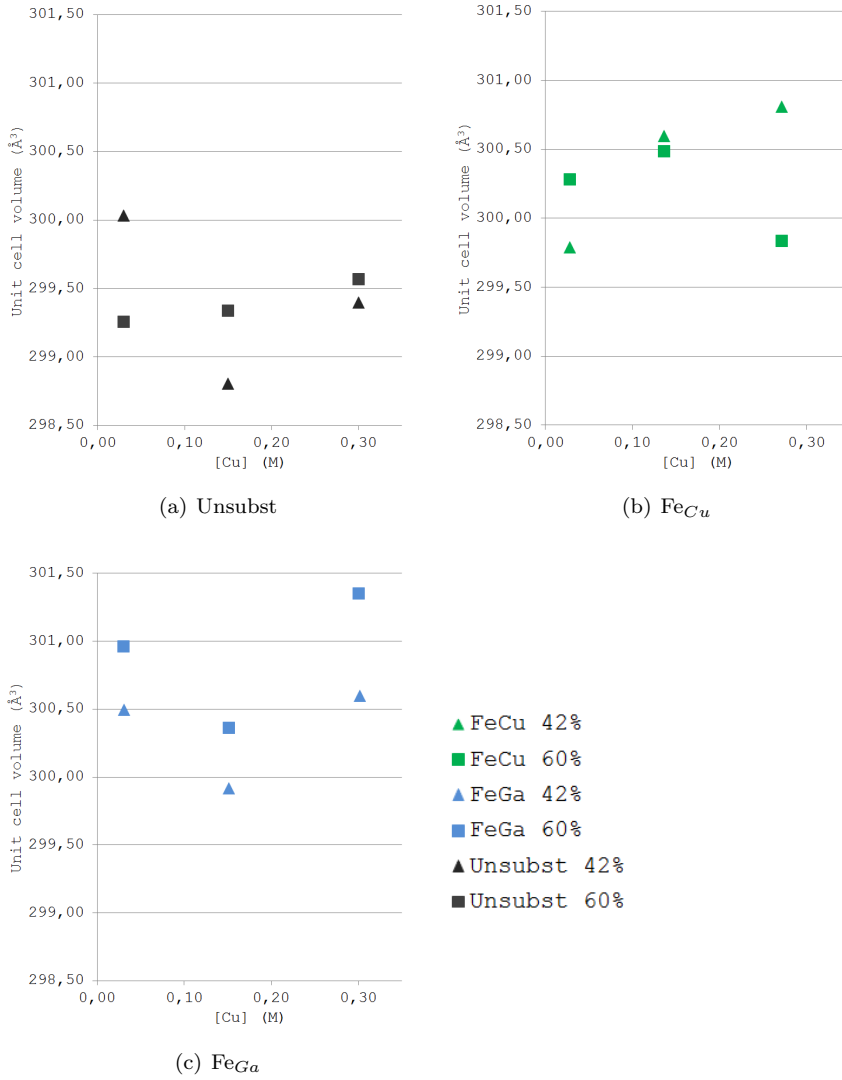 Unit cell volume (Å³)
301,50
301,00
300,50
300,00
299,50
299,00
298,50
0,00 0,10 0,20 0,30
[Cu] (M)
(a) Unsubst
Unit cell volume (Å³)
301,50
301,00
300,50
300,00
299,50
299,00
298,50
0,00 0,10 0,20 0,30
[Cu] (M)
(b) Fe_{Cu}
Unit cell volume (Å³)
301,50
301,00
300,50
300,00
299,50
299,00
298,50
0,00 0,10 0,20 0,30
[Cu] (M)
(c) Fe_{Ga}
FeCu 42%
FeCu 60%
FeGa 42%
FeGa 60%
Unsubst 42%
Unsubst 60%